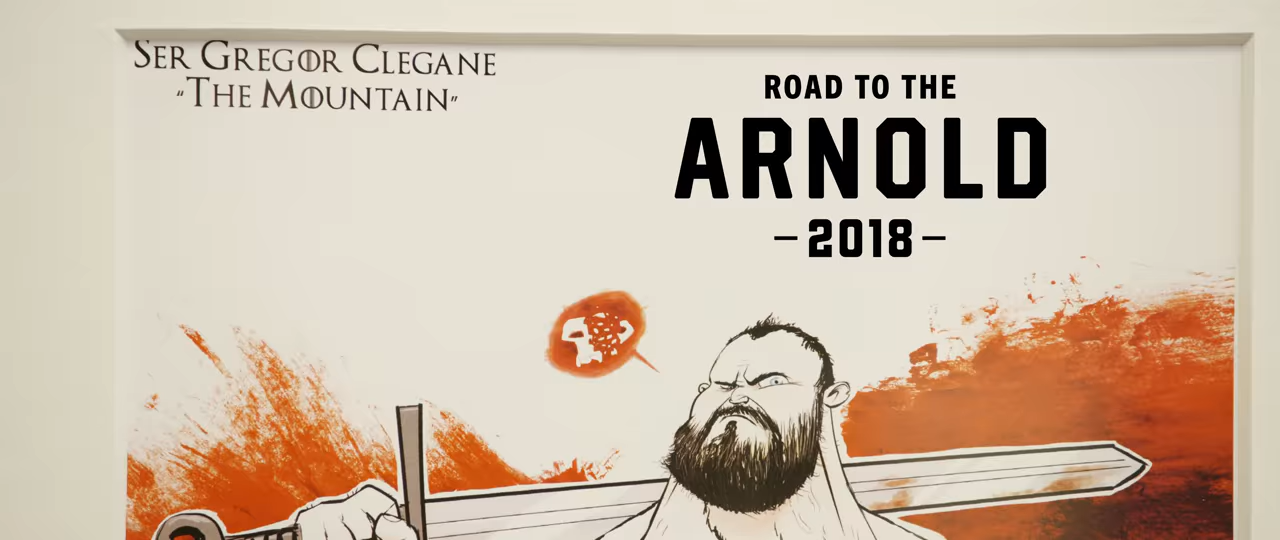 SER GREGOR CLEGANE
“THE MOUNTAIN”
ROAD TO THE
ARNOLD
–2018–